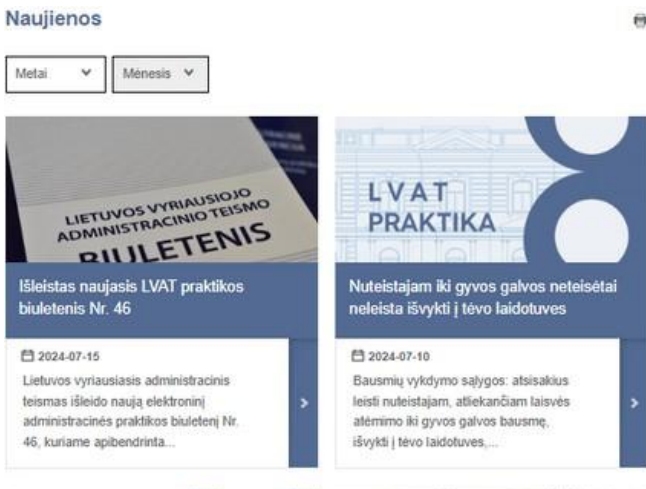 Naujienos
Metai
Mėnesis
LIETUVOS VYRIAUSIOJO
ADMINISTRACINIO TEISMO
BIULETENIS
Išleistas naujasis LVAT praktikos
biuletenis Nr. 46
2024-07-15
Lietuvos vyriausiasis administracinis
teismas išleido naują elektroninį
administracinės praktikos biuletenį Nr.
46, kuriame apibendrinta...
LVAT
PRAKTIKA
Nuteistajam iki gyvos galvos neteisėtai
neleista išvykti į tėvo laidotuves
2024-07-10
Bausmių vykdymo sąlygos: atsisakius
leisti nuteistajam, atliekančiam laisvės
atėmimo iki gyvos galvos bausmę,
išvykti į tėvo laidotuves,...